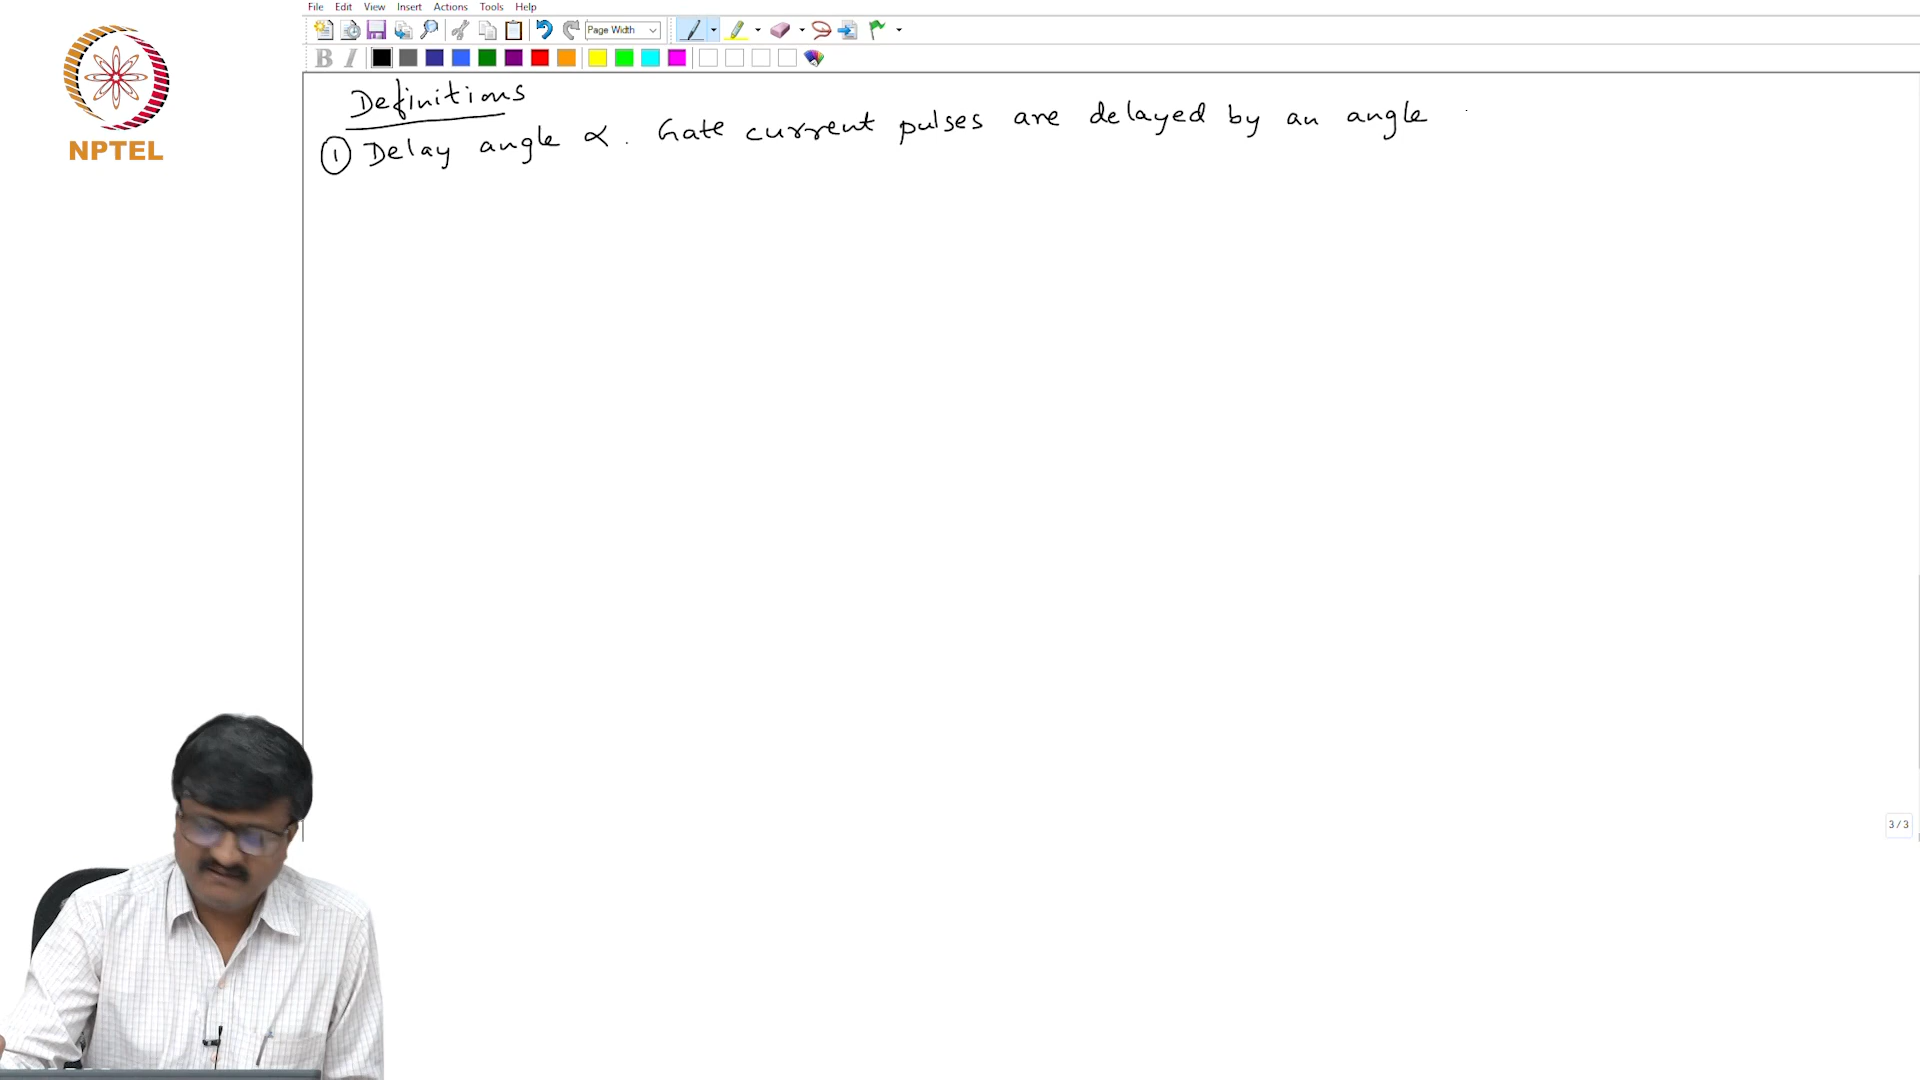 File Edit View Insert Actions Tools Help
Page Width
B I
NPTEL
Definitions
① Delay angle α. Gate current pulses are delayed by an angle
3 / 3